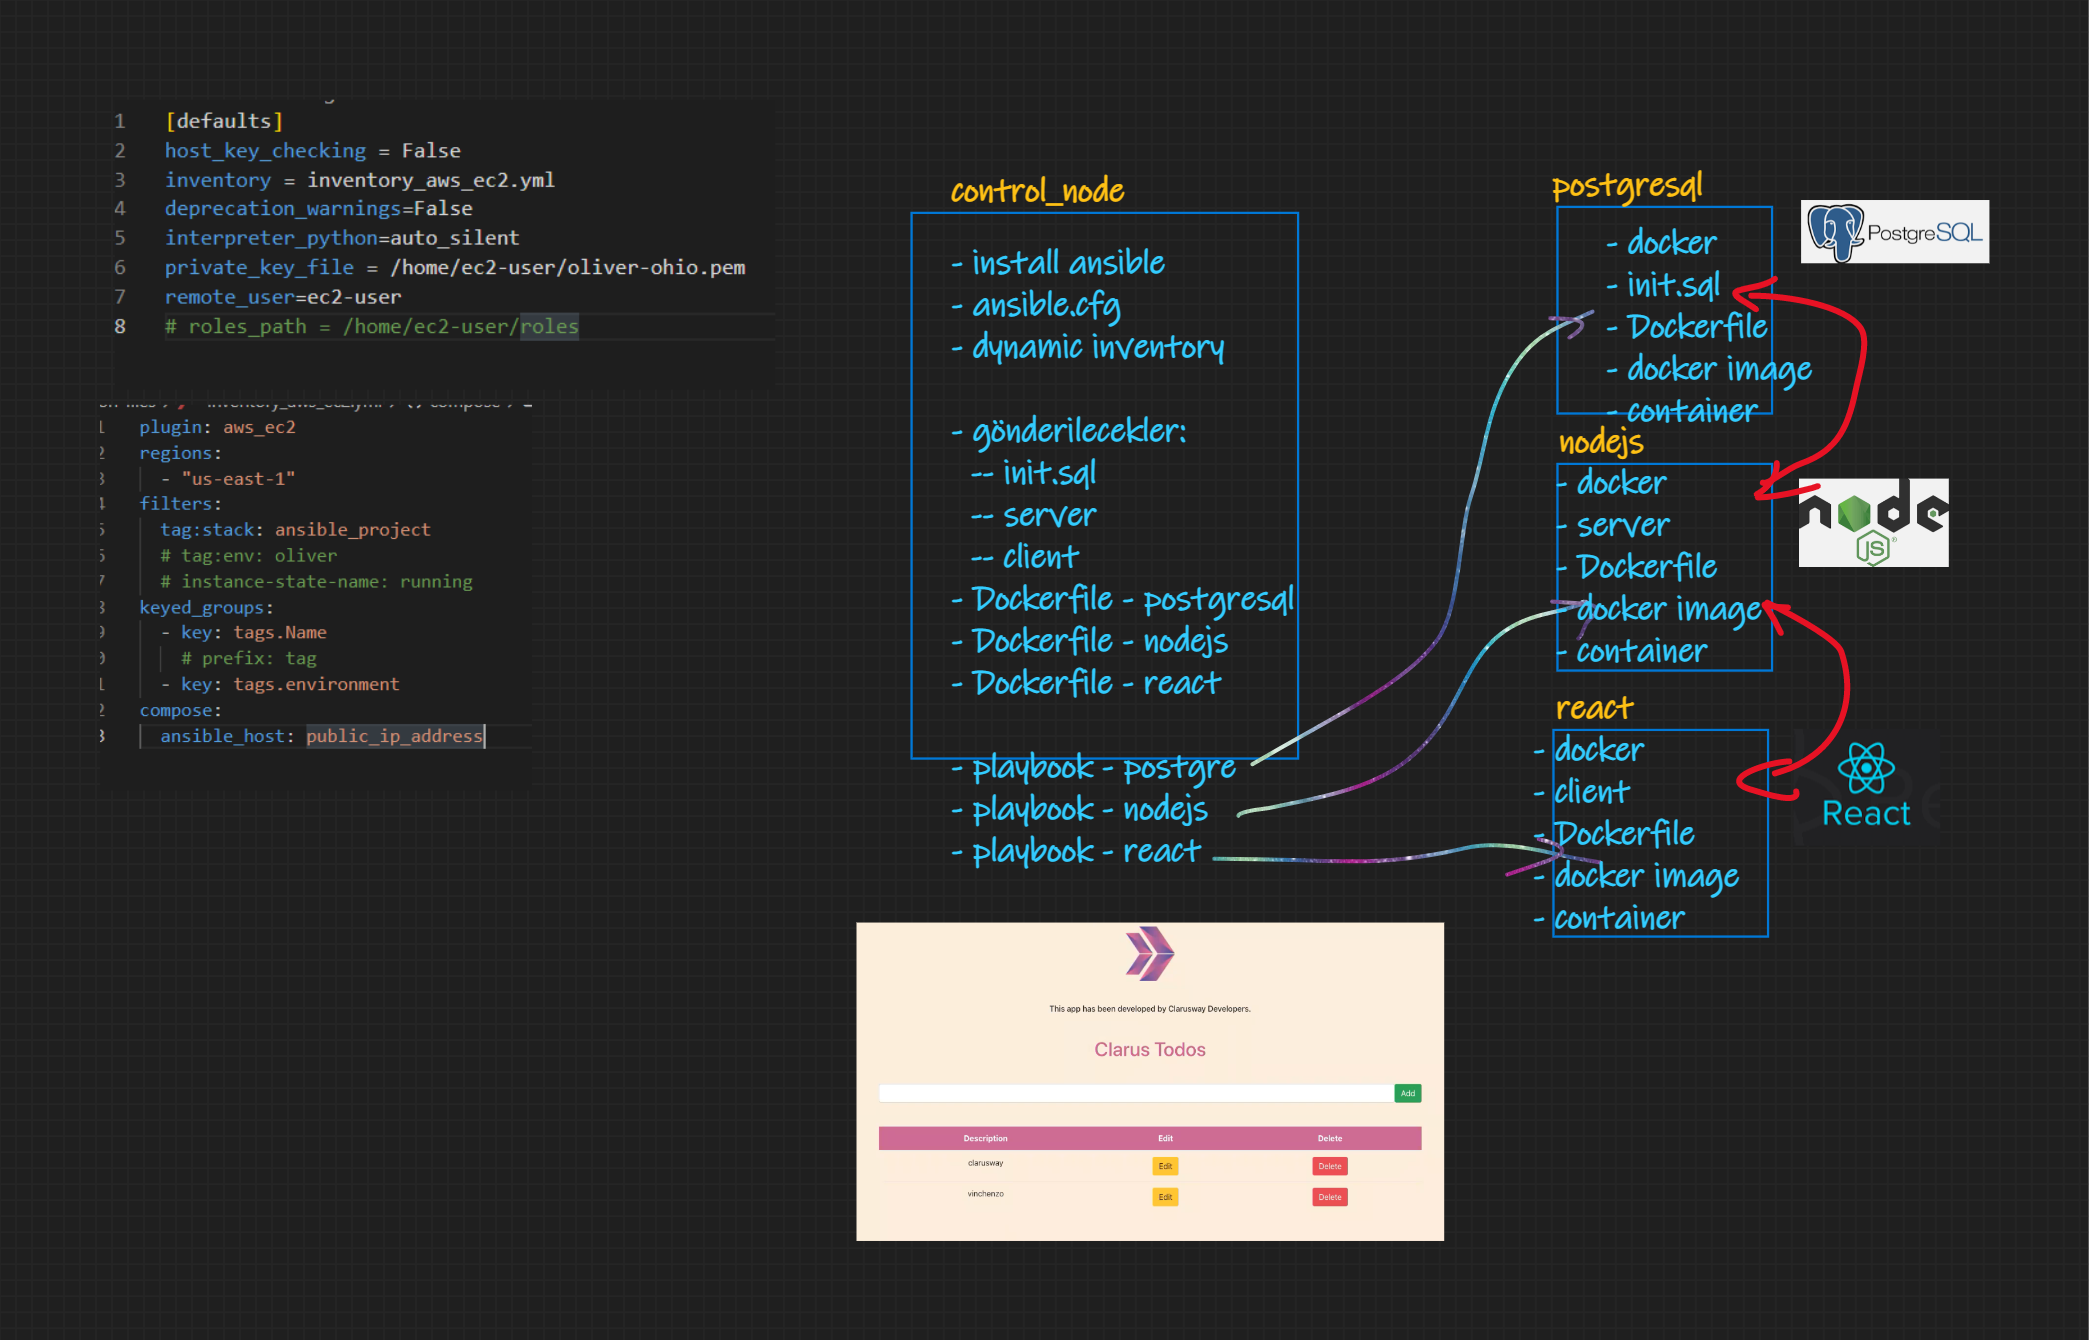 1 [defaults]
2 host_key_checking = False
3 inventory = inventory_aws_ec2.yml
4 deprecation_warnings=False
5 interpreter_python=auto_silent
6 private_key_file = /home/ec2-user/oliver-ohio.pem
7 remote_user=ec2-user
8 # roles_path = /home/ec2-user/roles
plugin: aws_ec2
regions:
- "us-east-1"
filters:
tag:stack: ansible_project
# tag:env: oliver
# instance-state-name: running
keyed_groups:
- key: tags.Name
# prefix: tag
- key: tags.environment
compose:
ansible_host: public_ip_address
control_node
- install ansible
- ansible.cfg
- dynamic inventory
- gönderilecekler:
-- init.sql
-- server
-- client
- Dockerfile - postgresql
- Dockerfile - nodejs
- Dockerfile - react
- playbook - postgre
- playbook - nodejs
- playbook - react
postgresql
- docker
- init.sql
- Dockerfile
- docker image
- container
PostgreSQL
nodejs
- docker
- server
- Dockerfile
- docker image
- container
node
JS
react
- docker
- client
- Dockerfile
- docker image
- container
React
This app has been developed by Clarusway Developers.
Clarus Todos
Add
Description Edit Delete
clarusway Edit Delete
vinchenzo Edit Delete